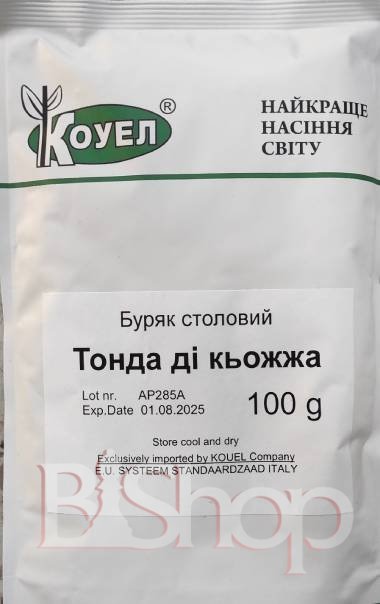 КОУЕЛ ®
НАЙКРАЩЕ
НАСІННЯ
СВІТУ
Буряк столовий
Тонда ді кьожжа
Lot nr. AP285A
Exp.Date 01.08.2025 100 g
Store cool and dry
Exclusively imported by KOUEL Company
E.U. SYSTEEM STANDAARDZAAD ITALY
BiShop